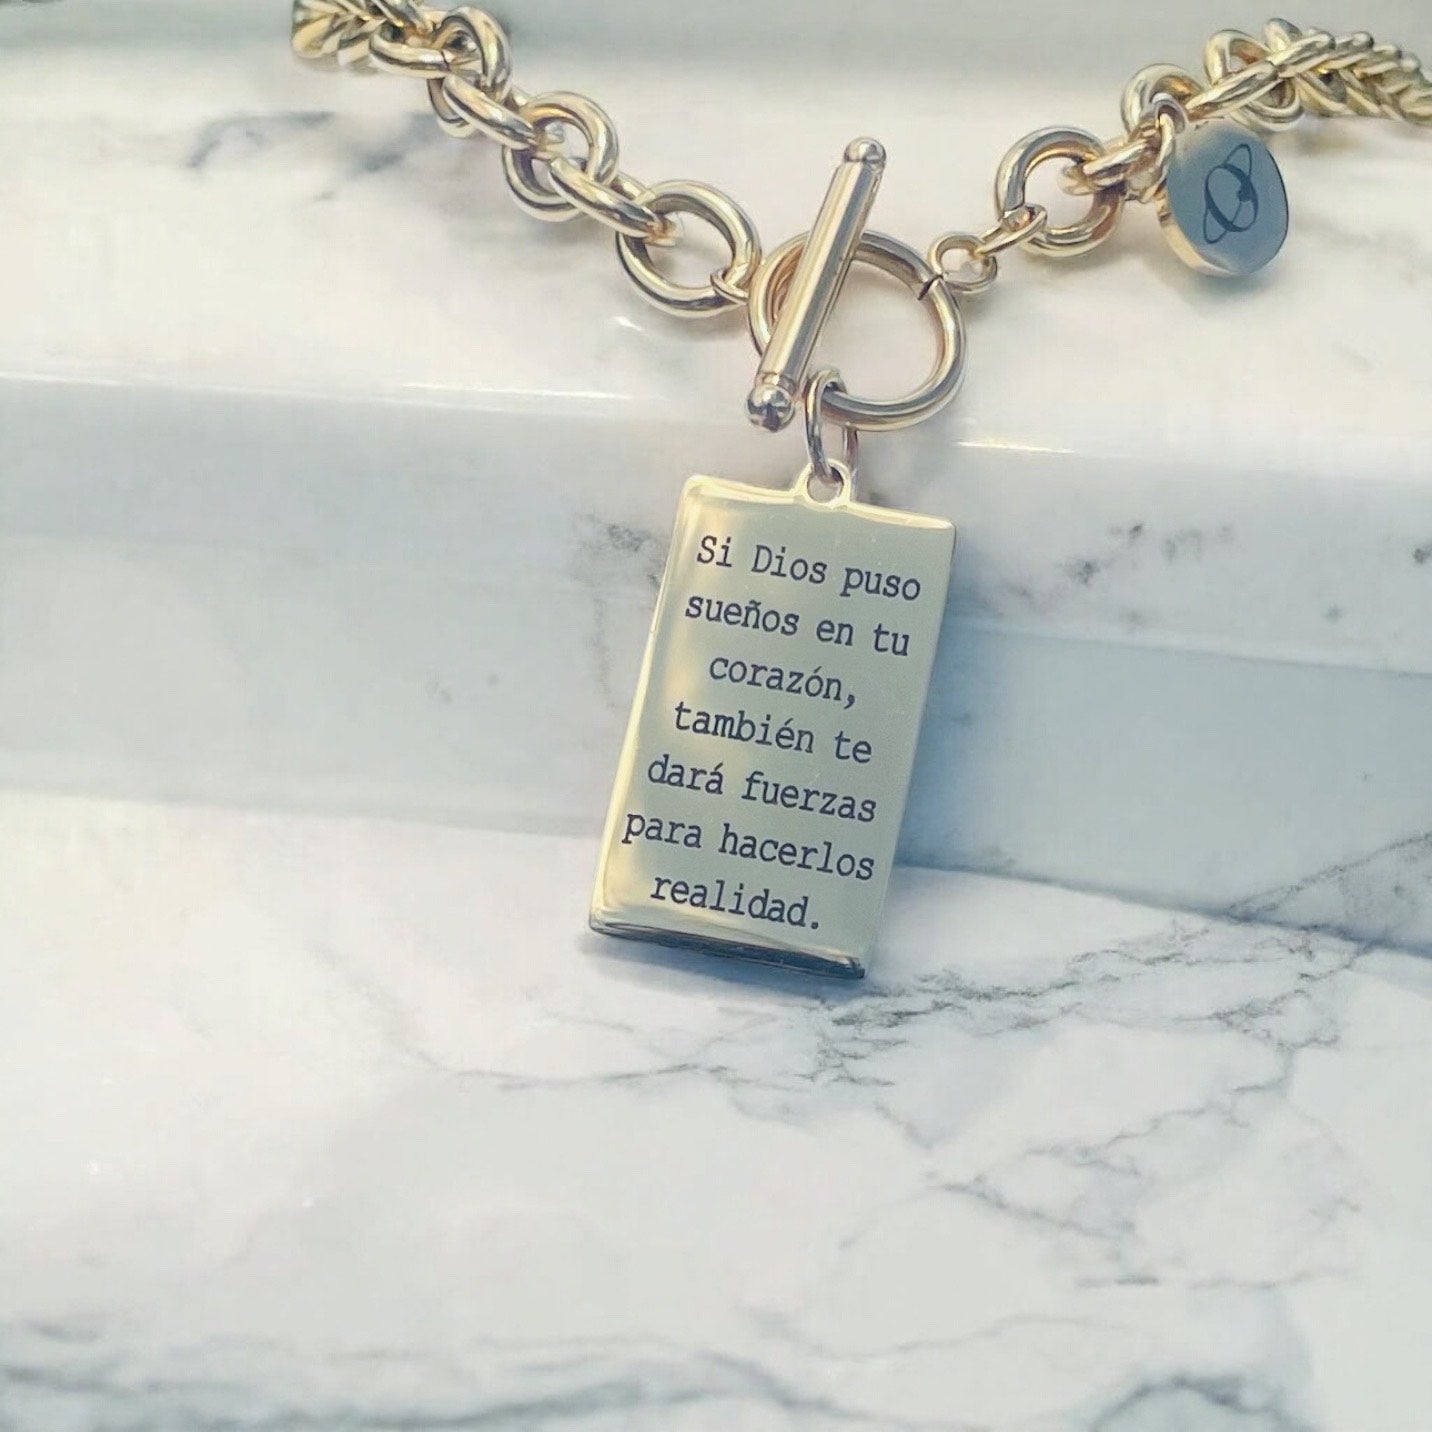 Si Dios puso
sueños en tu
corazón,
también te
dará fuerzas
para hacerlos
realidad.